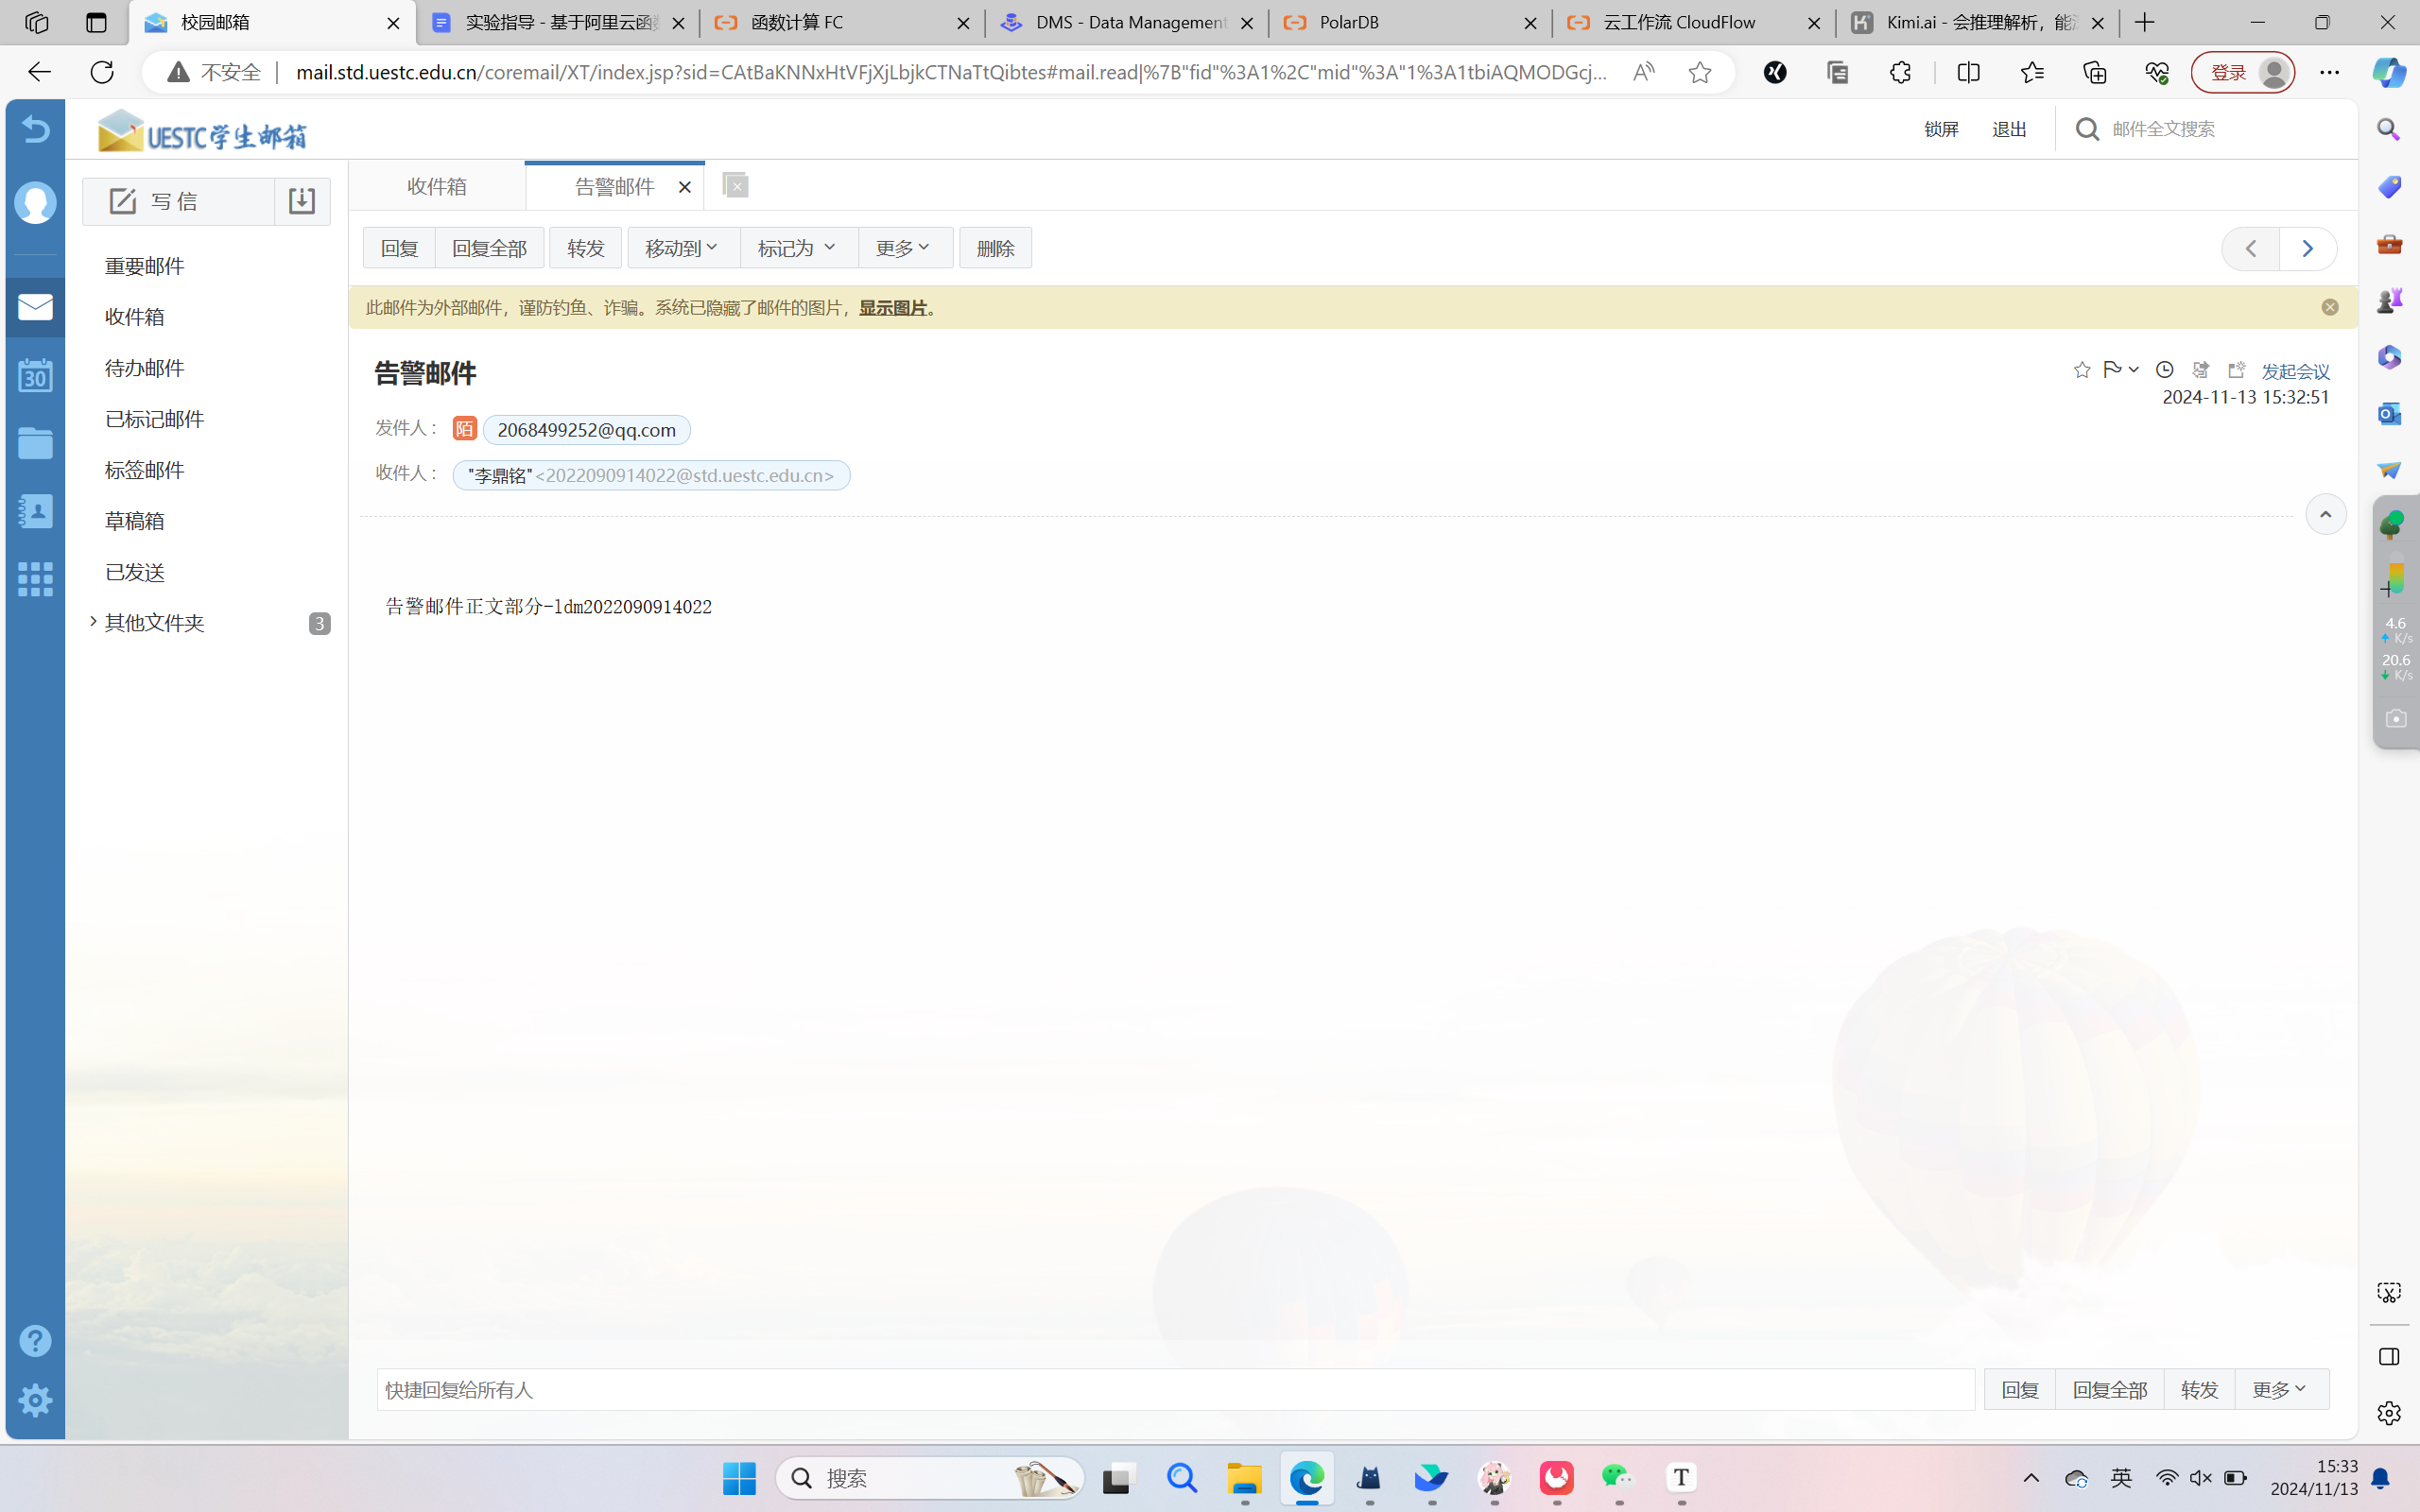 校园邮箱
实验指导 - 基于阿里云函数
函数计算 FC
DMS - Data Management
PolarDB
云工作流 CloudFlow
Kimi.ai - 会推理解析，能
不安全
mail.std.uestc.edu.cn/coremail/XT/index.jsp?sid=CAtBaKNNxHtVFjXjLbjkCTNaTtQibtes#mail.read|%7B"fid"%3A1%2C"mid"%3A"1%3A1tbiAQMODGcj...
登录
UESTC学生邮箱
锁屏 退出
邮件全文搜索
写 信
收件箱
告警邮件
回复 回复全部 转发 移动到 标记为 更多 删除
重要邮件
收件箱
待办邮件
已标记邮件
标签邮件
草稿箱
已发送
其他文件夹 3
30
此邮件为外部邮件，谨防钓鱼、诈骗。系统已隐藏了邮件的图片，显示图片。
告警邮件
发起会议
2024-11-13 15:32:51
发件人： 陌 2068499252@qq.com
收件人： "李鼎铭"<2022090914022@std.uestc.edu.cn>
告警邮件正文部分-ldm2022090914022
4.6
K/s
20.6
K/s
快捷回复给所有人
回复 回复全部 转发 更多
搜索
英
15:33
2024/11/13